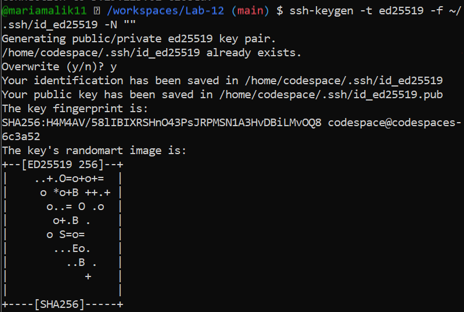 @mariamalik11 /workspaces/Lab-12 (main) $ ssh-keygen -t ed25519 -f ~/
.ssh/id_ed25519 -N ""
Generating public/private ed25519 key pair.
/home/codespace/.ssh/id_ed25519 already exists.
Overwrite (y/n)? y
Your identification has been saved in /home/codespace/.ssh/id_ed25519
Your public key has been saved in /home/codespace/.ssh/id_ed25519.pub
The key fingerprint is:
SHA256:H4M4AV/58lIBIXRSHnO43PsJRPMSN1A3HvDBiLMvOQ8 codespace@codespaces-
6c3a52
The key's randomart image is:
+--[ED25519 256]--+
|    ..+.O=o+o+=  |
|     o *o+B ++.+ |
|      o..= O .o  |
|       o+.B .    |
|      o S=o=     |
|       ...Eo.    |
|         ..B .   |
|            +    |
|                 |
+----[SHA256]-----+